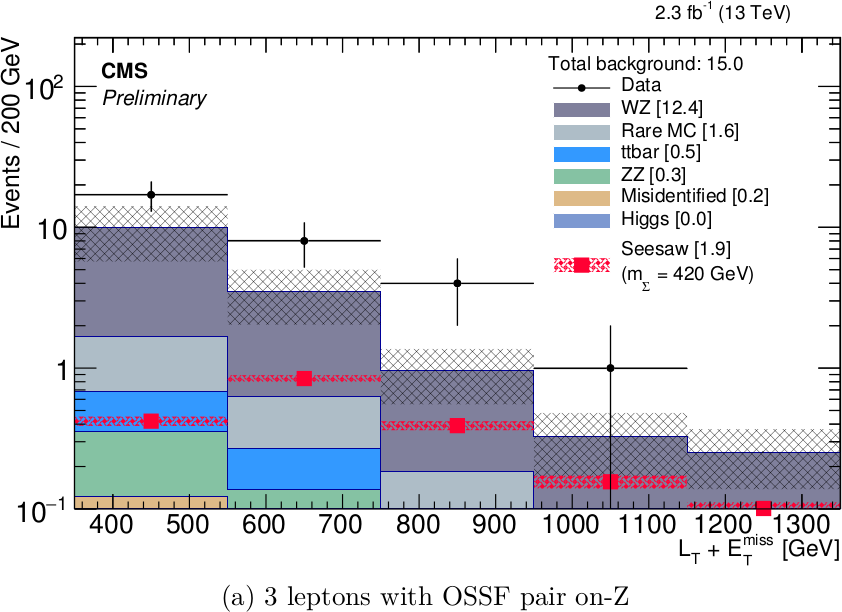 2.3 fb⁻¹ (13 TeV)
Events / 200 GeV
CMS
Preliminary
Total background: 15.0
Data
WZ [12.4]
Rare MC [1.6]
ttbar [0.5]
ZZ [0.3]
Misidentified [0.2]
Higgs [0.0]
Seesaw [1.9]
(m_Σ = 420 GeV)
10²
10
1
10⁻¹
400 500 600 700 800 900 1000 1100 1200 1300
L_T + E_T^miss [GeV]
(a) 3 leptons with OSSF pair on-Z